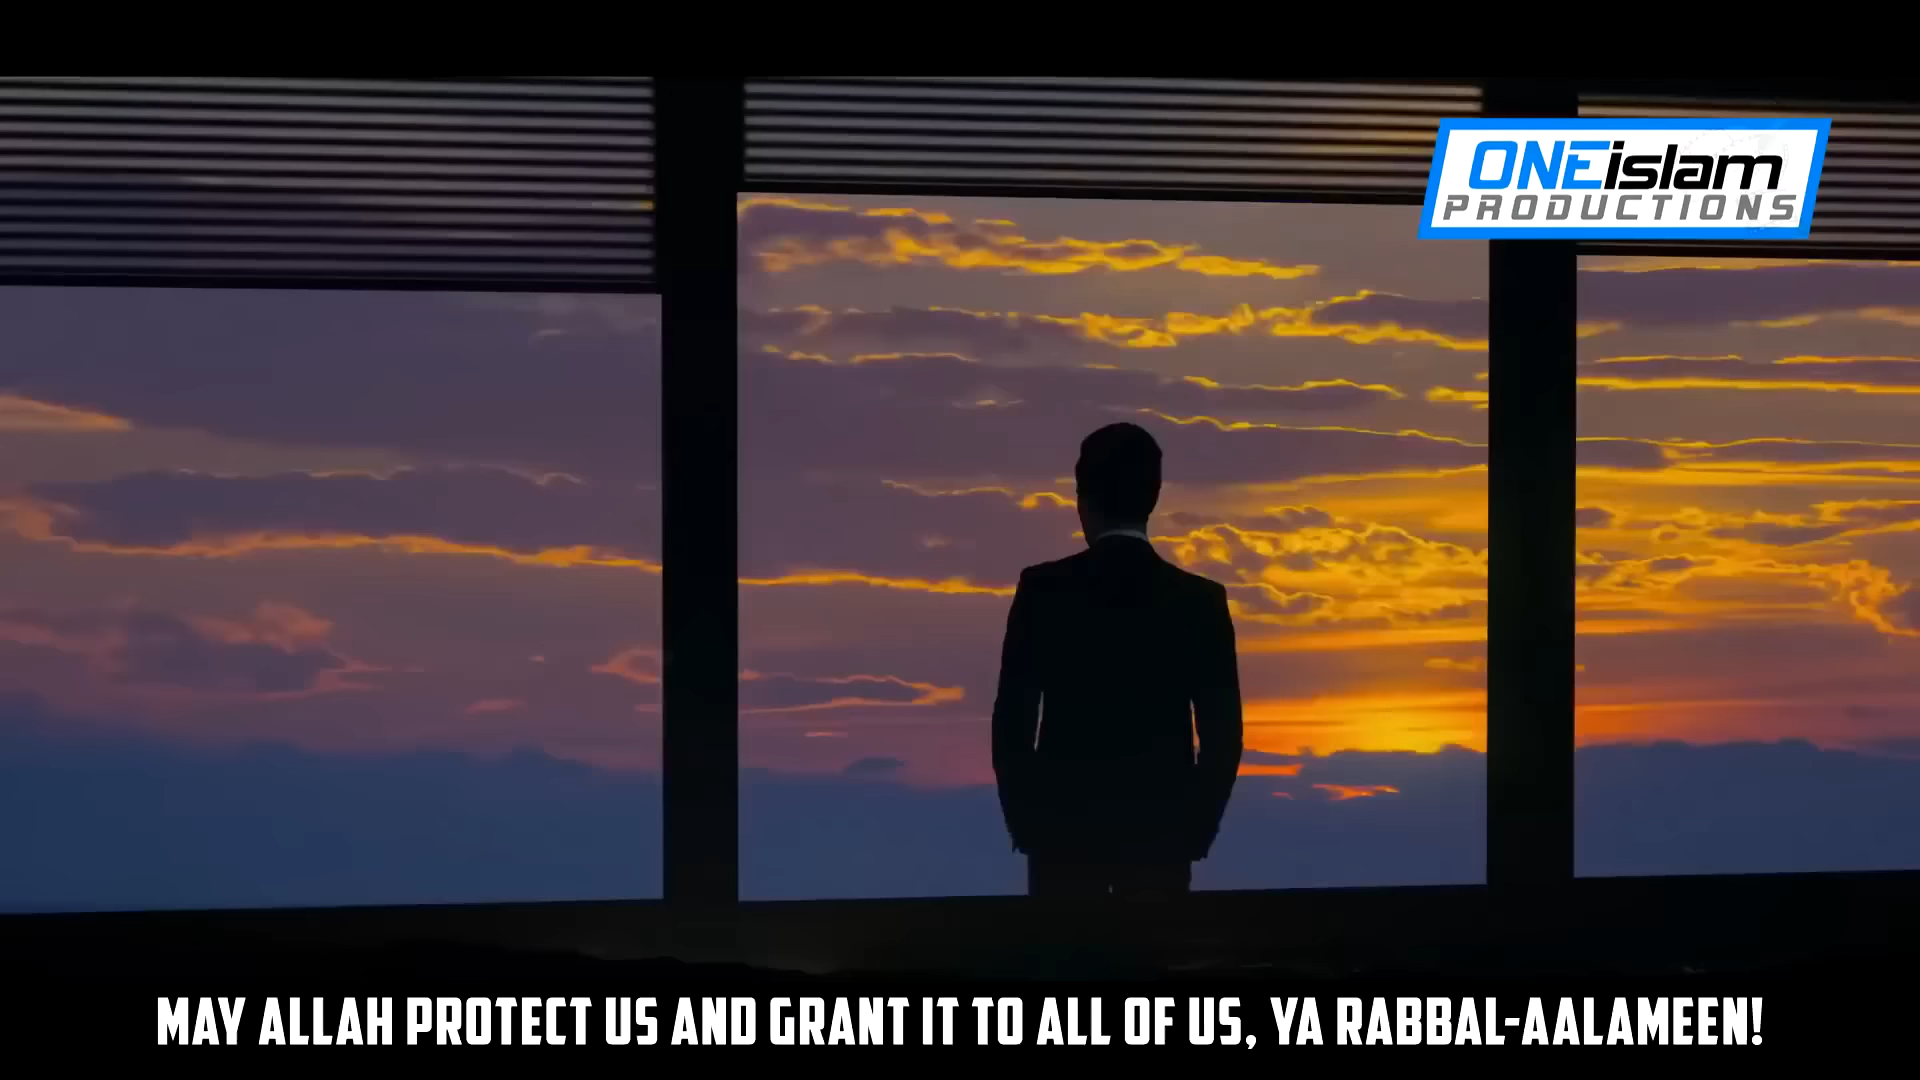 ONEislam
PRODUCTIONS
MAY ALLAH PROTECT US AND GRANT IT TO ALL OF US, YA RABBAL-AALAMEEN!